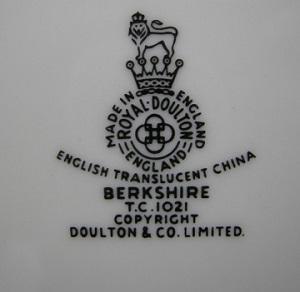 MADE IN ENGLAND
ROYAL·DOULTON
ENGLAND
ENGLISH TRANSLUCENT CHINA
BERKSHIRE
T.C. 1021
COPYRIGHT
DOULTON & CO. LIMITED.